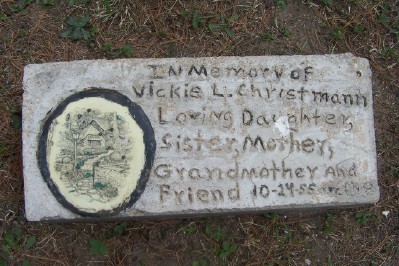 In Memory of
Vickie L. Christmann
Loving Daughter,
Sister, Mother,
Grandmother And
Friend 10-24-55